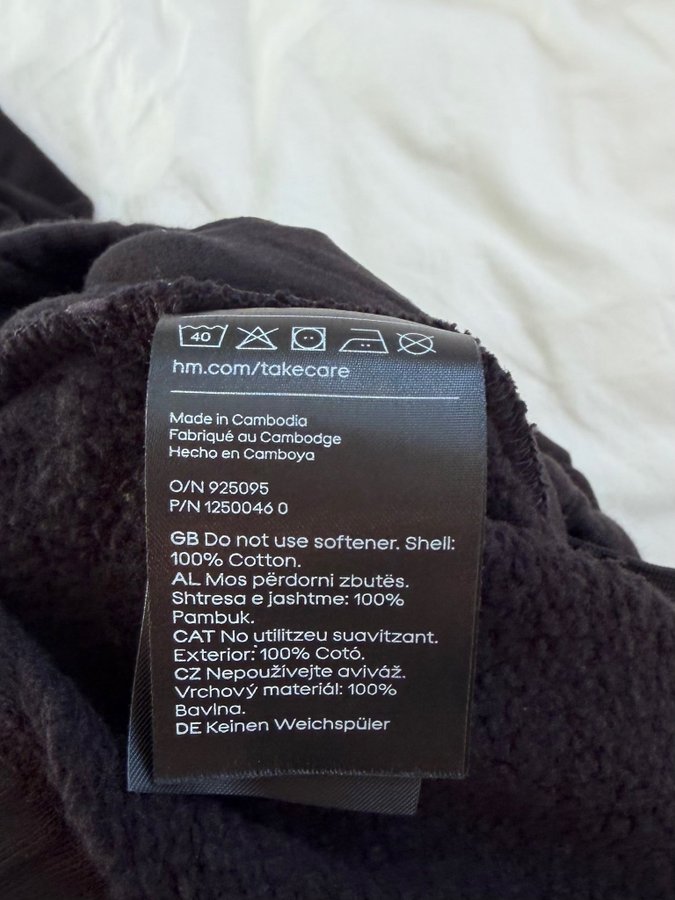 40
hm.com/takecare
Made in Cambodia
Fabriqué au Cambodge
Hecho en Camboya
O/N 925095
P/N 1250046 0
GB Do not use softener. Shell:
100% Cotton.
AL Mos përdorni zbutës.
Shtresa e jashtme: 100%
Pambuk.
CAT No utilitzeu suavitzant.
Exterior: 100% Cotó.
CZ Nepoužívejte aviváž.
Vrchový materiál: 100%
Bavlna.
DE Keinen Weichspüler